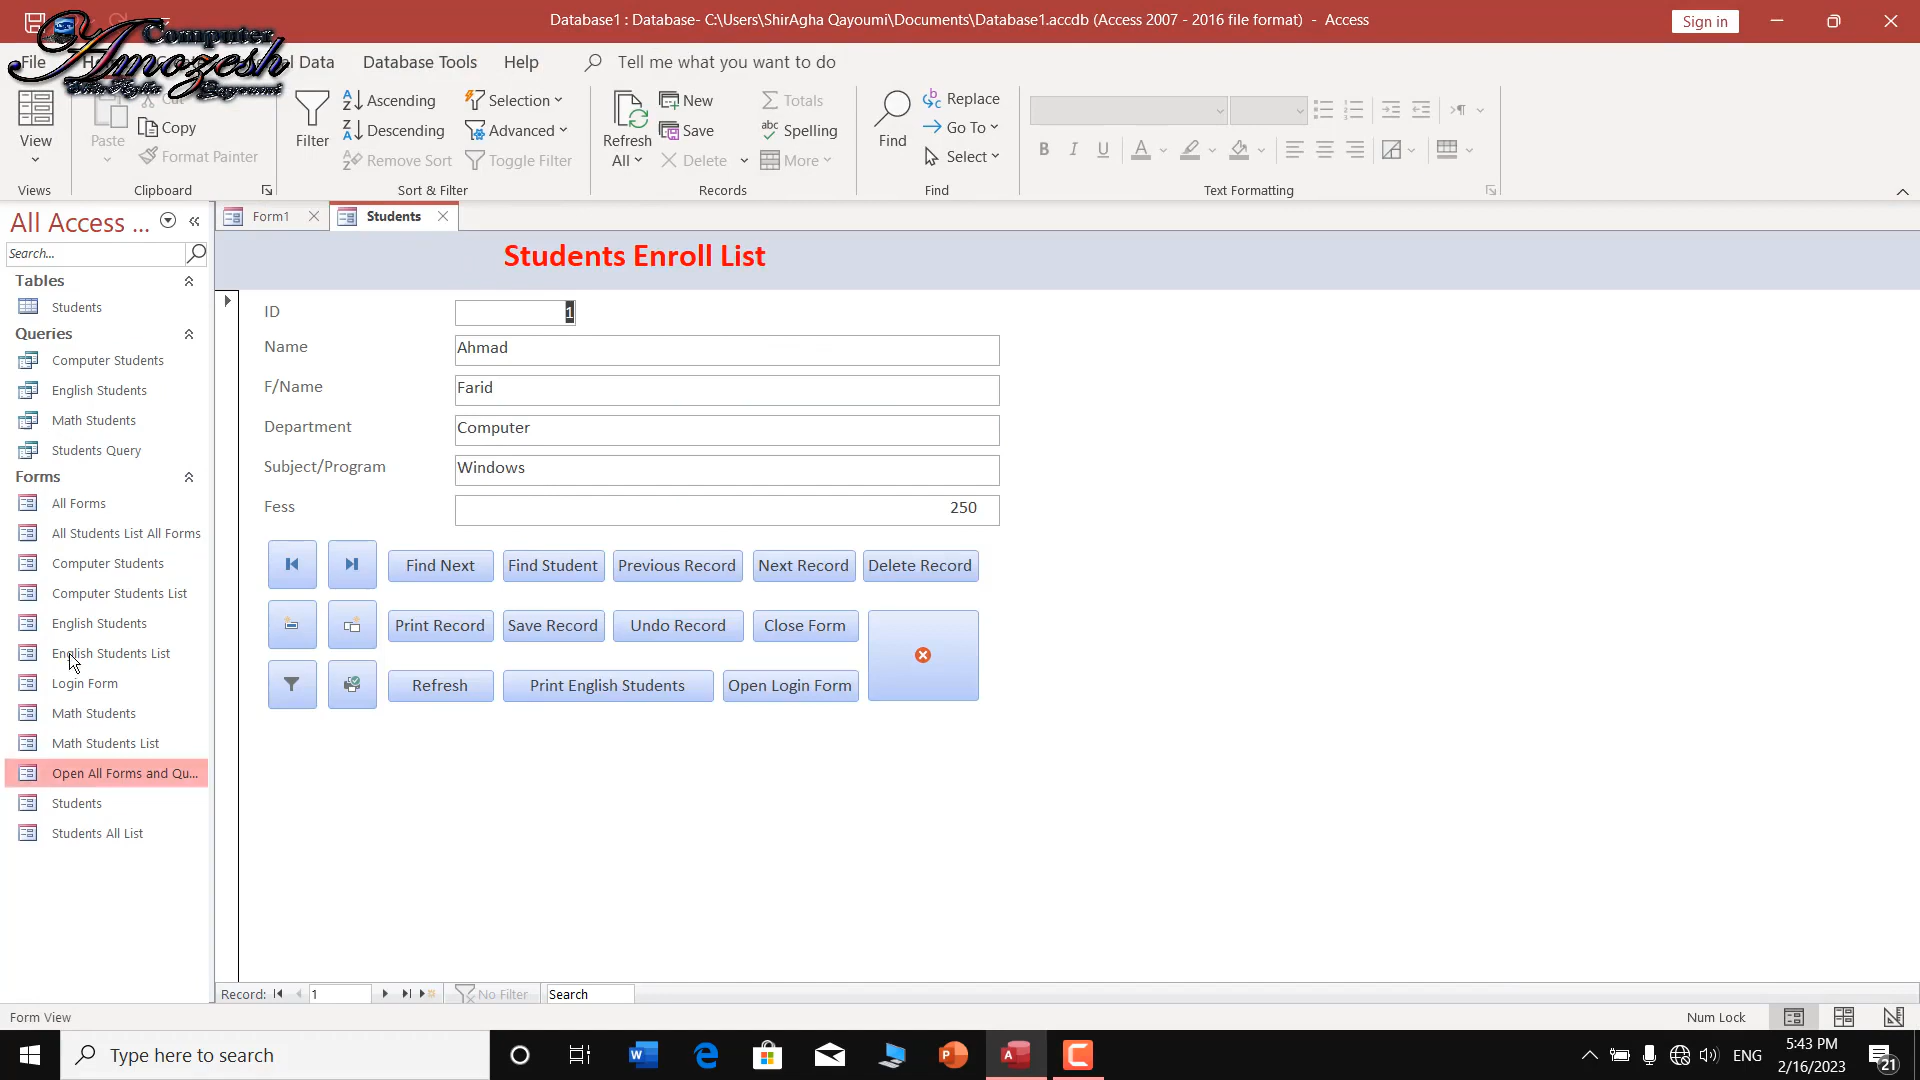 Database1 : Database- C:\Users\ShirAgha Qayoumi\Documents\Database1.accdb (Access 2007 - 2016 file format) - Access
Sign in
Computer
Amozesh
File
Data
Database Tools
Help
Tell me what you want to do
View
Views
Paste
Cut
Copy
Format Painter
Clipboard
Filter
Ascending
Descending
Remove Sort
Selection
Advanced
Toggle Filter
Sort & Filter
Refresh
All
New
Save
Delete
Totals
Spelling
More
Records
Find
Replace
Go To
Select
Find
B I U
Text Formatting
All Access ...
Search...
Tables
Students
Queries
Computer Students
English Students
Math Students
Students Query
Forms
All Forms
All Students List All Forms
Computer Students
Computer Students List
English Students
English Students List
Login Form
Math Students
Math Students List
Open All Forms and Qu...
Students
Students All List
Form1
Students
Students Enroll List
ID 1
Name Ahmad
F/Name Farid
Department Computer
Subject/Program Windows
Fess 250
Find Next Find Student Previous Record Next Record Delete Record
Print Record Save Record Undo Record Close Form
Refresh Print English Students Open Login Form
Record: 1 No Filter Search
Form View
Num Lock
Type here to search
ENG
5:43 PM
2/16/2023
21